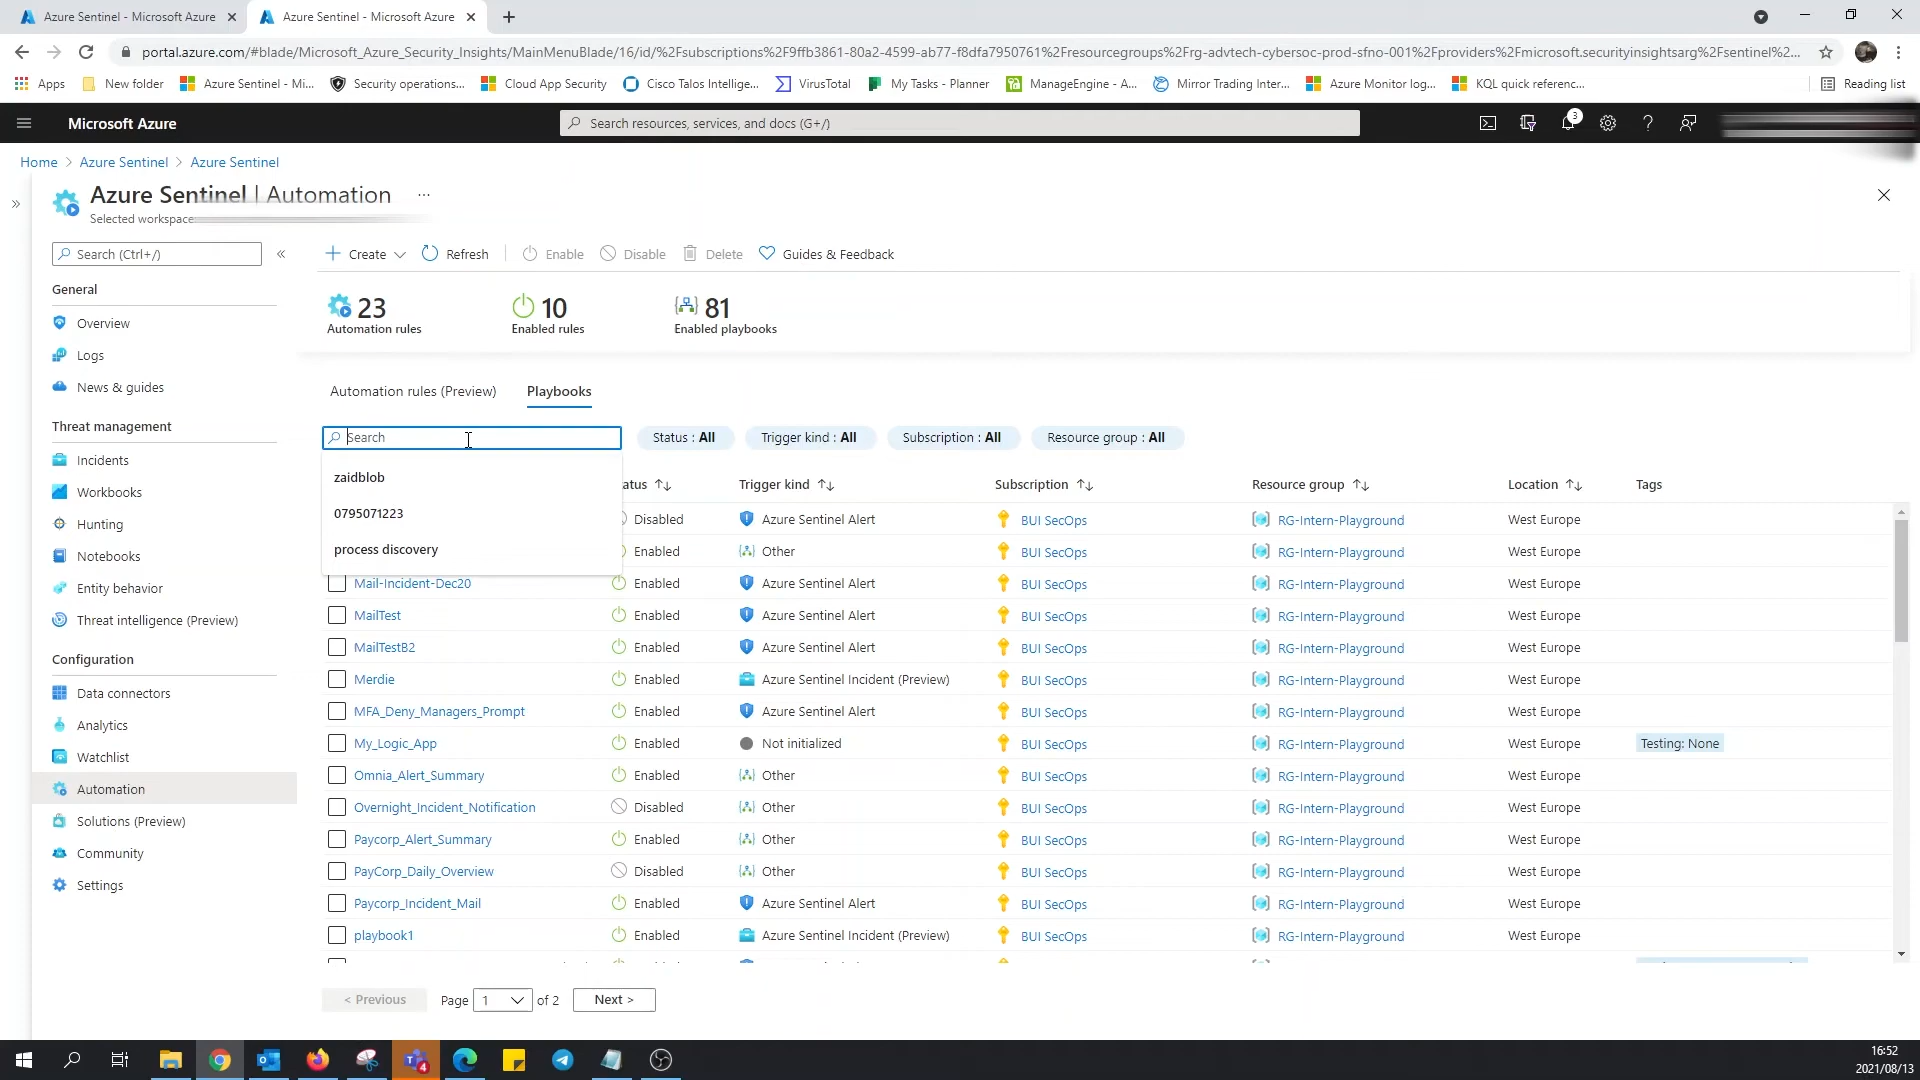 Azure Sentinel - Microsoft Azure
Azure Sentinel - Microsoft Azure
portal.azure.com/#blade/Microsoft_Azure_Security_Insights/MainMenuBlade/16/id/%2Fsubscriptions%2F9ffb3861-80a2-4599-ab77-f8dfa7950761%2Fresourcegroups%2Frg-advtech-cybersoc-prod-sfno-001%2Fproviders%2Fmicrosoft.securityinsightsarg%2Fsentinel%2...
Apps New folder Azure Sentinel - Mi... Security operations... Cloud App Security Cisco Talos Intellige... VirusTotal My Tasks - Planner ManageEngine - A... Mirror Trading Inter... Azure Monitor log... KQL quick referenc... Reading list
Microsoft Azure
Search resources, services, and docs (G+/)
3
Home > Azure Sentinel > Azure Sentinel
Azure Sentinel | Automation ...
Selected workspace
Search (Ctrl+/)
General
Overview
Logs
News & guides
Threat management
Incidents
Workbooks
Hunting
Notebooks
Entity behavior
Threat intelligence (Preview)
Configuration
Data connectors
Analytics
Watchlist
Automation
Solutions (Preview)
Community
Settings
Create Refresh Enable Disable Delete Guides & Feedback
23 Automation rules
10 Enabled rules
81 Enabled playbooks
Automation rules (Preview) Playbooks
Search
Status : All Trigger kind : All Subscription : All Resource group : All
zaidblob
0795071223
process discovery
atus Trigger kind Subscription Resource group Location Tags
Disabled Azure Sentinel Alert BUI SecOps RG-Intern-Playground West Europe
Enabled Other BUI SecOps RG-Intern-Playground West Europe
Mail-Incident-Dec20 Enabled Azure Sentinel Alert BUI SecOps RG-Intern-Playground West Europe
MailTest Enabled Azure Sentinel Alert BUI SecOps RG-Intern-Playground West Europe
MailTestB2 Enabled Azure Sentinel Alert BUI SecOps RG-Intern-Playground West Europe
Merdie Enabled Azure Sentinel Incident (Preview) BUI SecOps RG-Intern-Playground West Europe
MFA_Deny_Managers_Prompt Enabled Azure Sentinel Alert BUI SecOps RG-Intern-Playground West Europe
My_Logic_App Enabled Not initialized BUI SecOps RG-Intern-Playground West Europe Testing: None
Omnia_Alert_Summary Enabled Other BUI SecOps RG-Intern-Playground West Europe
Overnight_Incident_Notification Disabled Other BUI SecOps RG-Intern-Playground West Europe
Paycorp_Alert_Summary Enabled Other BUI SecOps RG-Intern-Playground West Europe
PayCorp_Daily_Overview Disabled Other BUI SecOps RG-Intern-Playground West Europe
Paycorp_Incident_Mail Enabled Azure Sentinel Alert BUI SecOps RG-Intern-Playground West Europe
playbook1 Enabled Azure Sentinel Incident (Preview) BUI SecOps RG-Intern-Playground West Europe
< Previous Page 1 of 2 Next >
4
16:52
2021/08/13